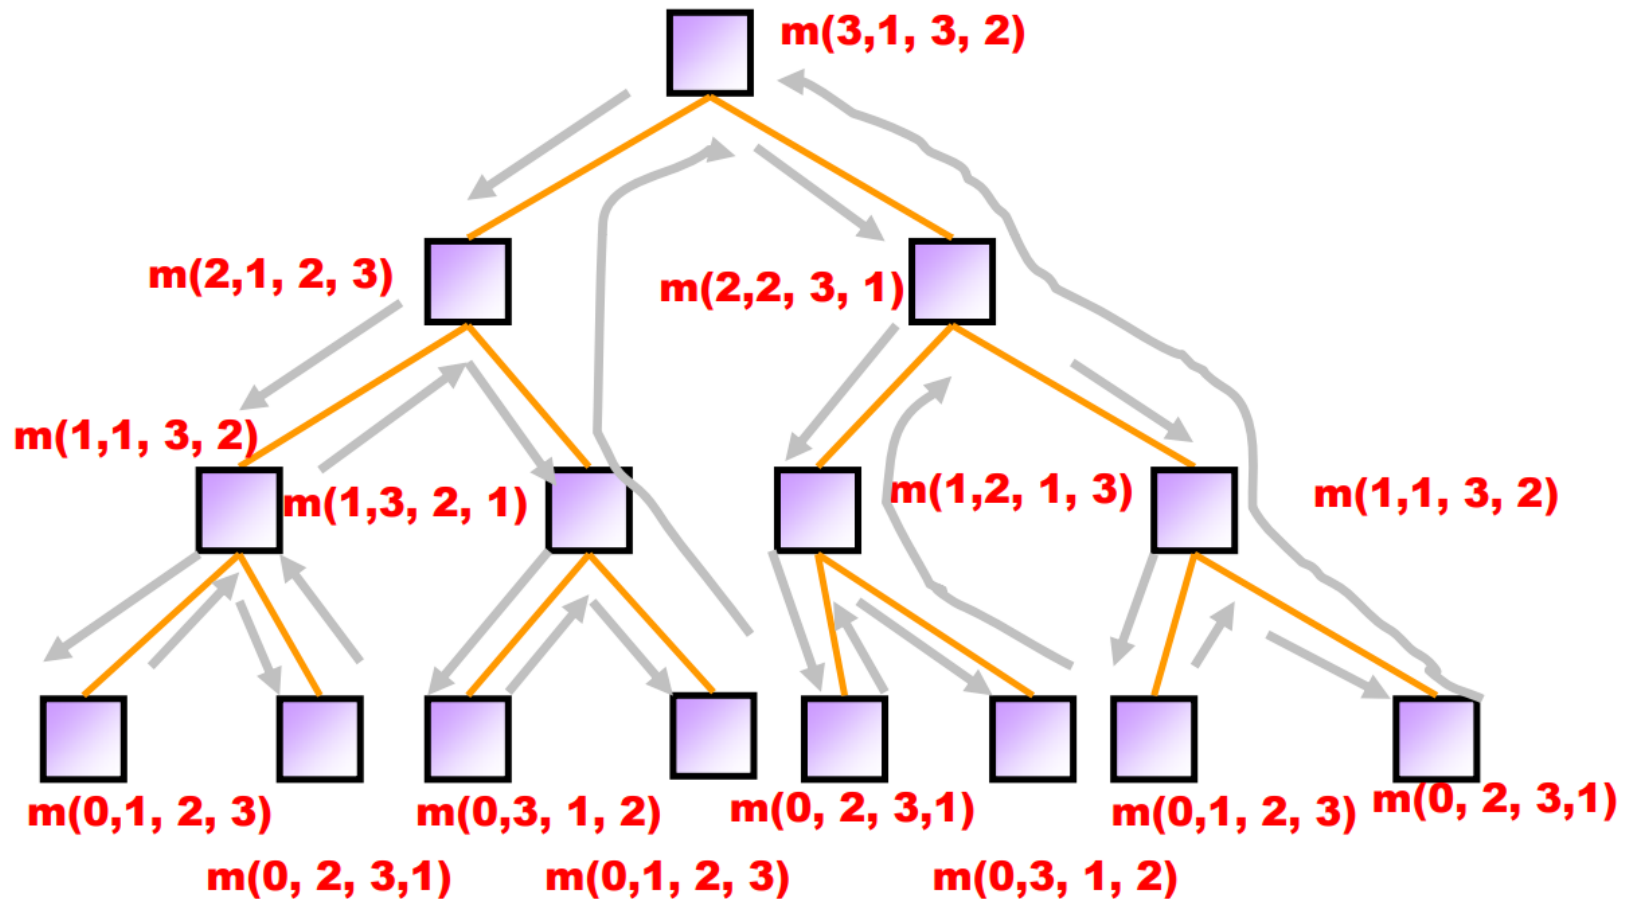 m(3,1, 3, 2)
m(2,1, 2, 3)
m(2,2, 3, 1)
m(1,1, 3, 2)
m(1,3, 2, 1)
m(1,2, 1, 3)
m(1,1, 3, 2)
m(0,1, 2, 3)
m(0,3, 1, 2)
m(0, 2, 3,1)
m(0,1, 2, 3)
m(0, 2, 3,1)
m(0, 2, 3,1)
m(0,1, 2, 3)
m(0,3, 1, 2)